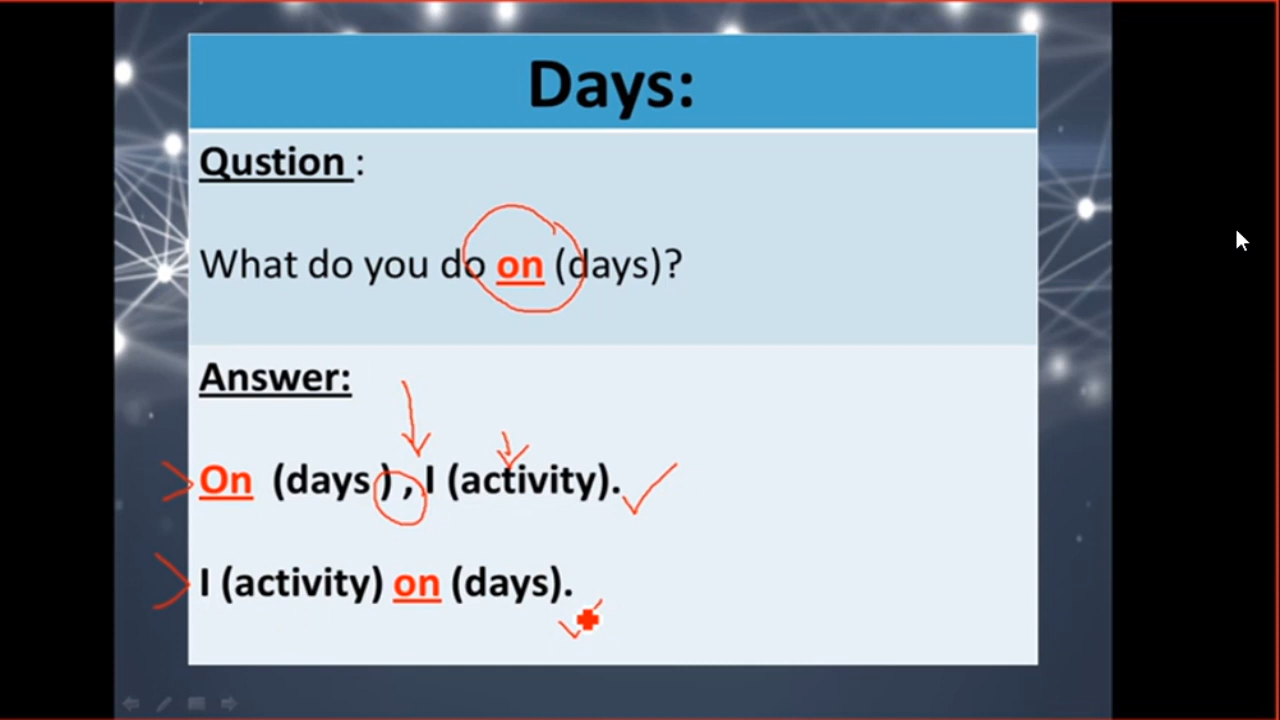 Days:
Qustion :
What do you do on (days)?
Answer:
On (days ) , I (activity).
I (activity) on (days).